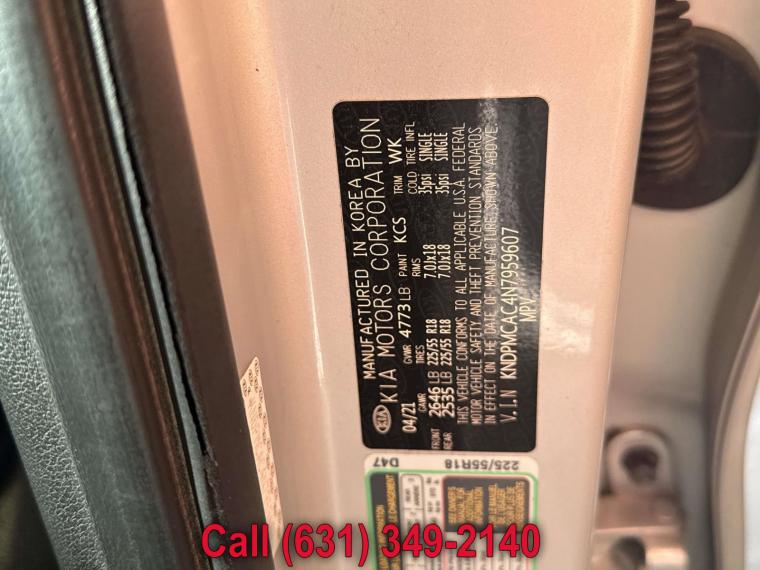 MANUFACTURED IN KOREA BY
KIA KIA MOTORS CORPORATION
04/21 GVWR 4773 LB PAINT KCS TRIM WK
GAWR TIRES RIMS COLD TIRE INFL
FRONT 2646 LB 225/55 R18 7.0Jx18 35psi SINGLE
REAR 2535 LB 225/55 R18 7.0Jx18 35psi SINGLE
THIS VEHICLE CONFORMS TO ALL APPLICABLE U.S.A. FEDERAL
MOTOR VEHICLE SAFETY AND THEFT PREVENTION STANDARDS
IN EFFECT ON THE DATE OF MANUFACTURE SHOWN ABOVE.
V.I.N KNDPMCAC4N7959607
MPV
D47
225/55R18
Call (631) 349-2140